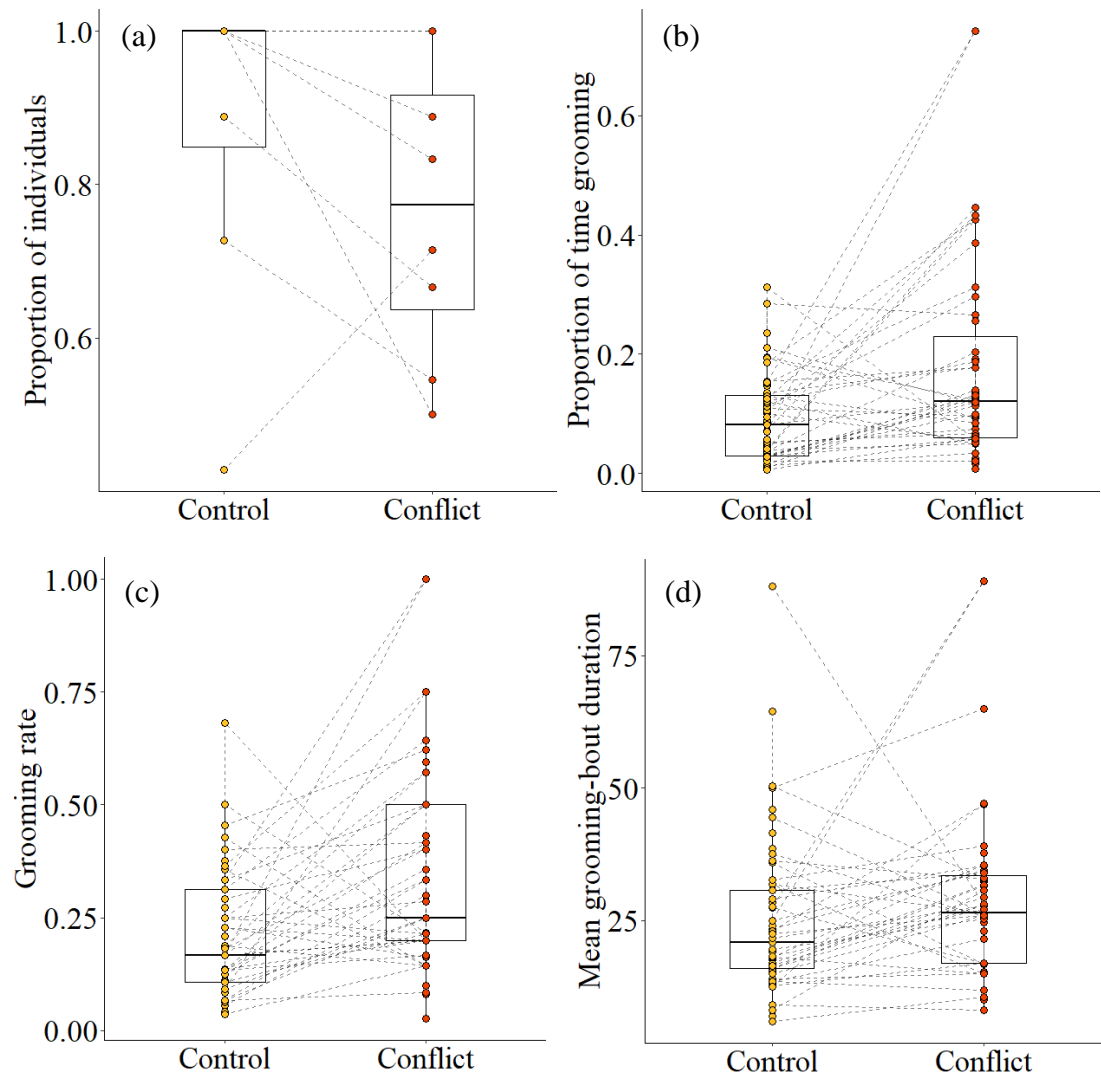 (a)
Proportion of individuals
1.0
0.8
0.6
Control
Conflict
(b)
Proportion of time grooming
0.6
0.4
0.2
0.0
Control
Conflict
(c)
Grooming rate
1.00
0.75
0.50
0.25
0.00
Control
Conflict
(d)
Mean grooming-bout duration
75
50
25
Control
Conflict